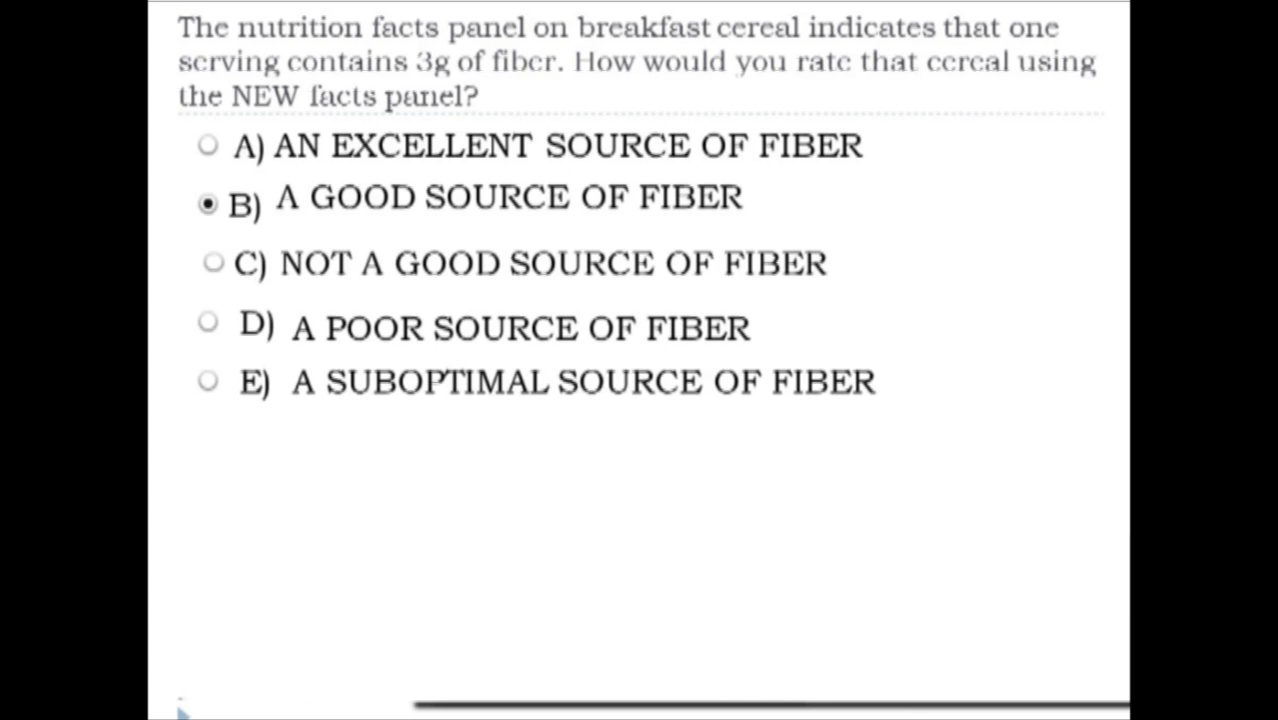 The nutrition facts panel on breakfast cereal indicates that one
serving contains 3g of fiber. How would you rate that cereal using
the NEW facts panel?
A) AN EXCELLENT SOURCE OF FIBER
B) A GOOD SOURCE OF FIBER
C) NOT A GOOD SOURCE OF FIBER
D) A POOR SOURCE OF FIBER
E) A SUBOPTIMAL SOURCE OF FIBER